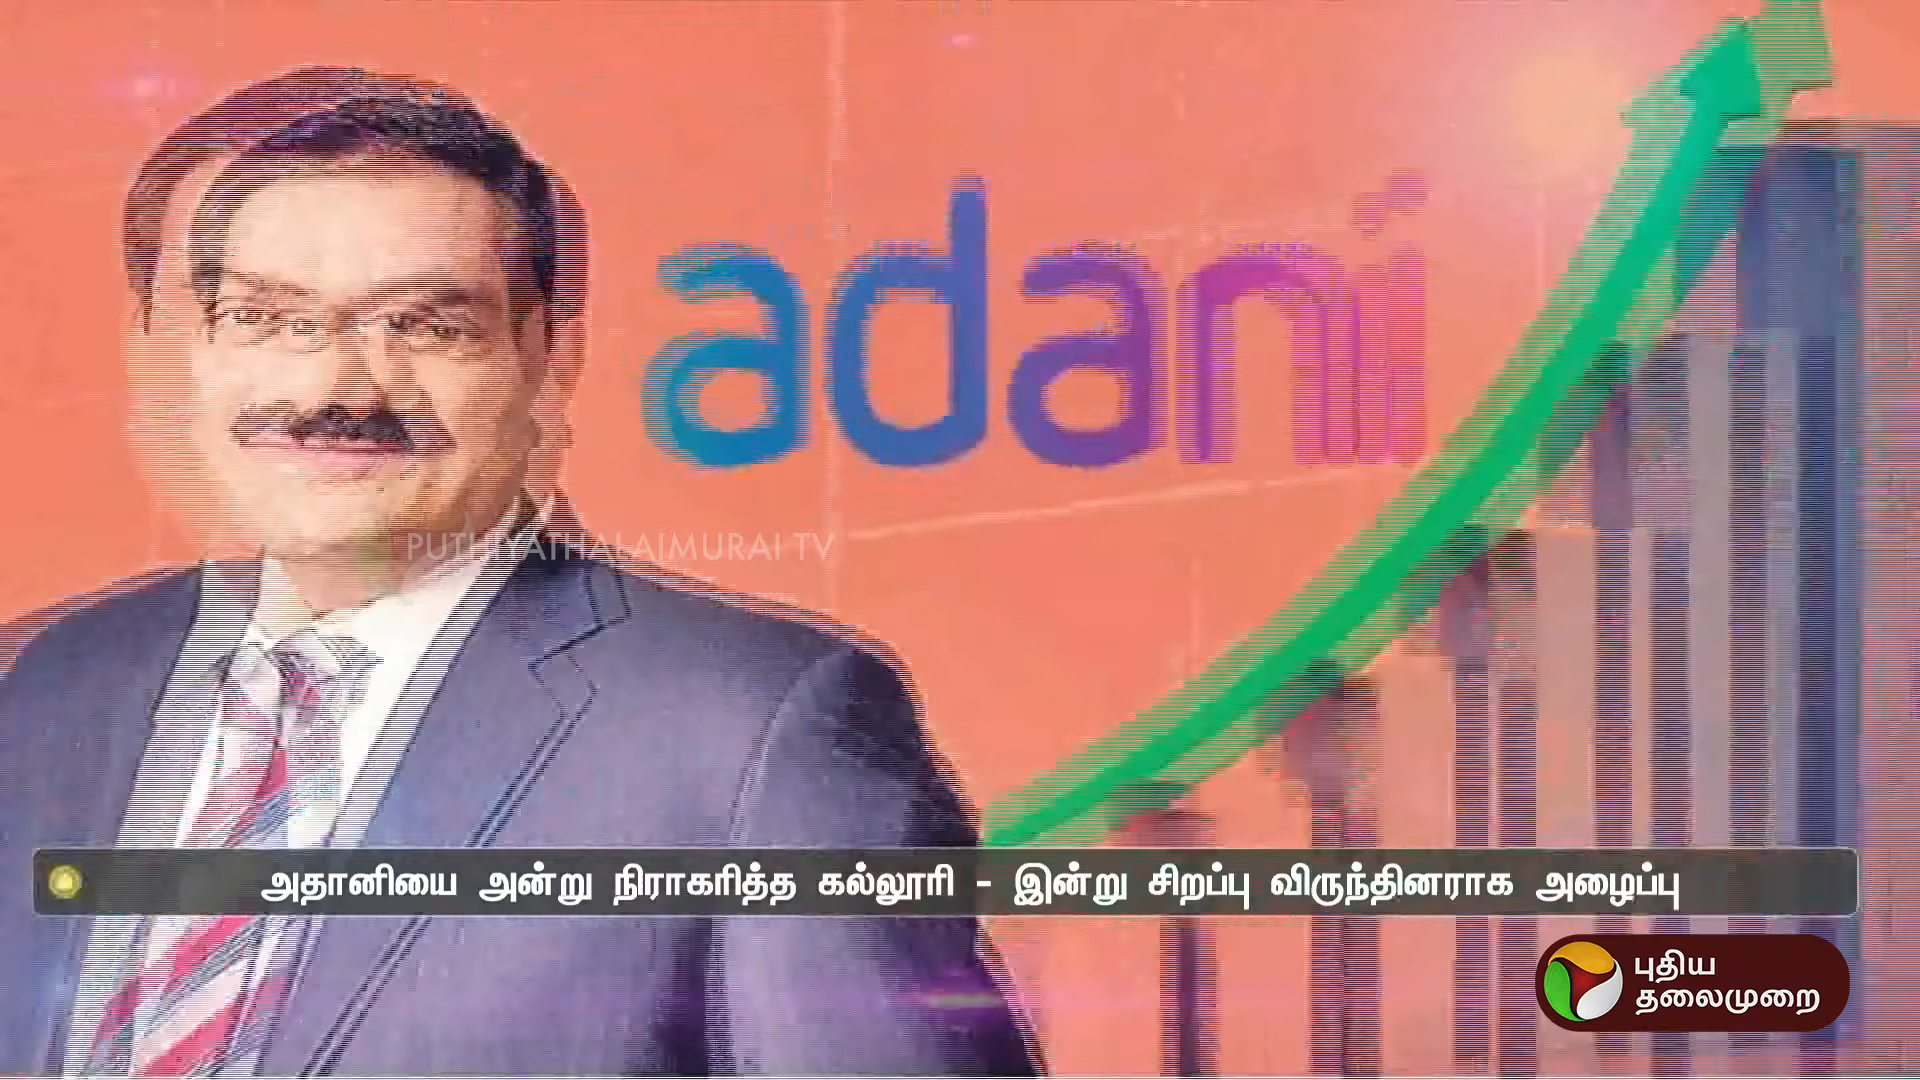 adani
PUTHIYATHALAIMURAI TV
அதானியை அன்று நிராகரித்த கல்லூரி - இன்று சிறப்பு விருந்தினராக அழைப்பு
புதிய
தலைமுறை